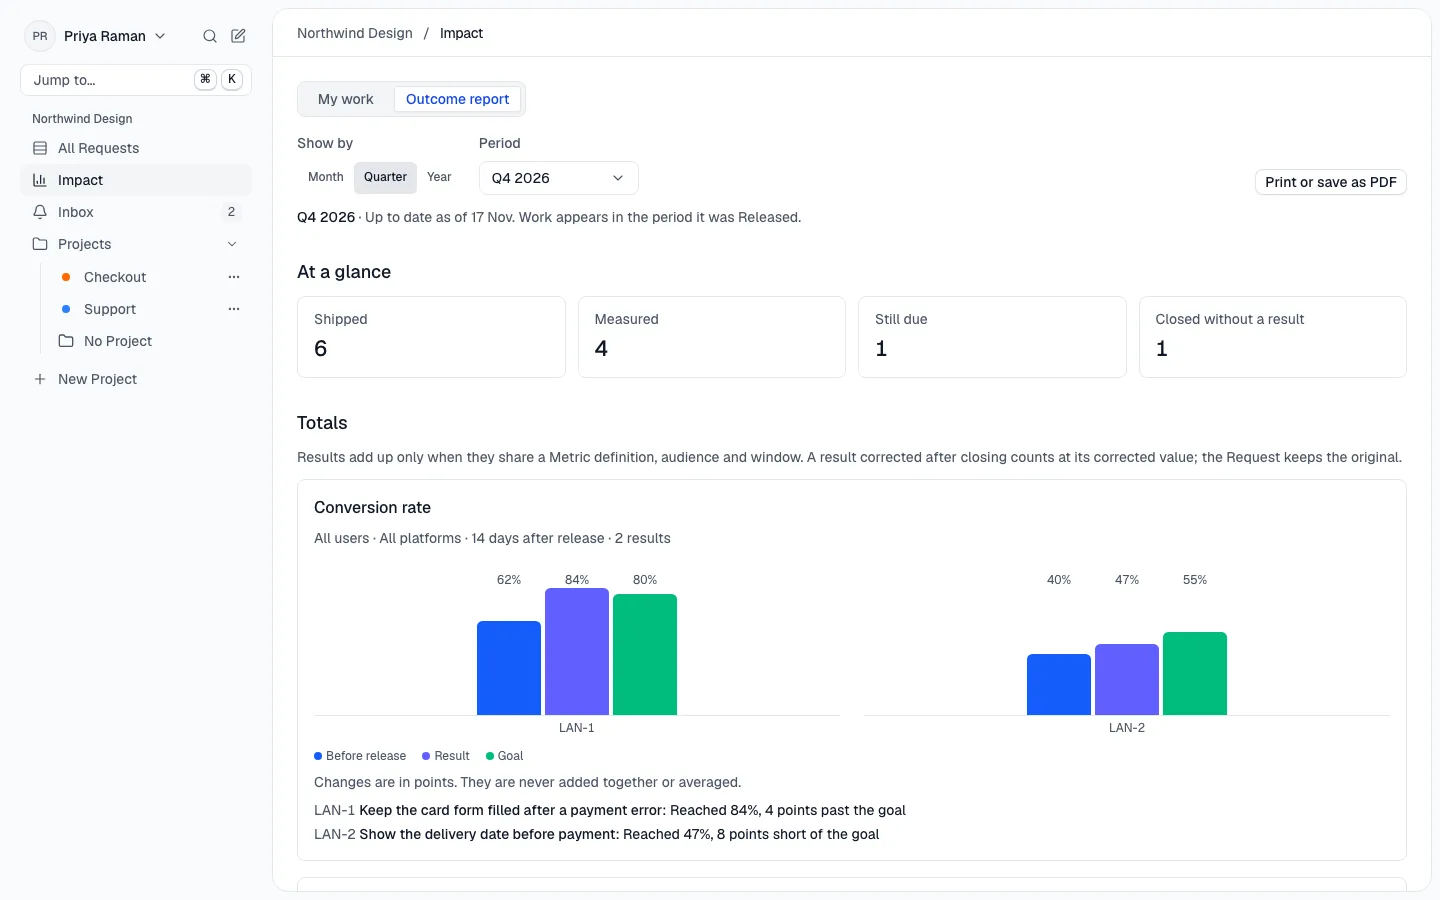 PR Priya Raman
Jump to... ⌘ K
Northwind Design
All Requests
Impact
Inbox 2
Projects
Checkout
Support
No Project
New Project
Northwind Design / Impact
My work Outcome report
Show by Period
Month Quarter Year Q4 2026
Print or save as PDF
Q4 2026 · Up to date as of 17 Nov. Work appears in the period it was Released.
At a glance
Shipped
6
Measured
4
Still due
1
Closed without a result
1
Totals
Results add up only when they share a Metric definition, audience and window. A result corrected after closing counts at its corrected value; the Request keeps the original.
Conversion rate
All users · All platforms · 14 days after release · 2 results
62% 84% 80%
LAN-1
40% 47% 55%
LAN-2
Before release Result Goal
Changes are in points. They are never added together or averaged.
LAN-1 Keep the card form filled after a payment error: Reached 84%, 4 points past the goal
LAN-2 Show the delivery date before payment: Reached 47%, 8 points short of the goal